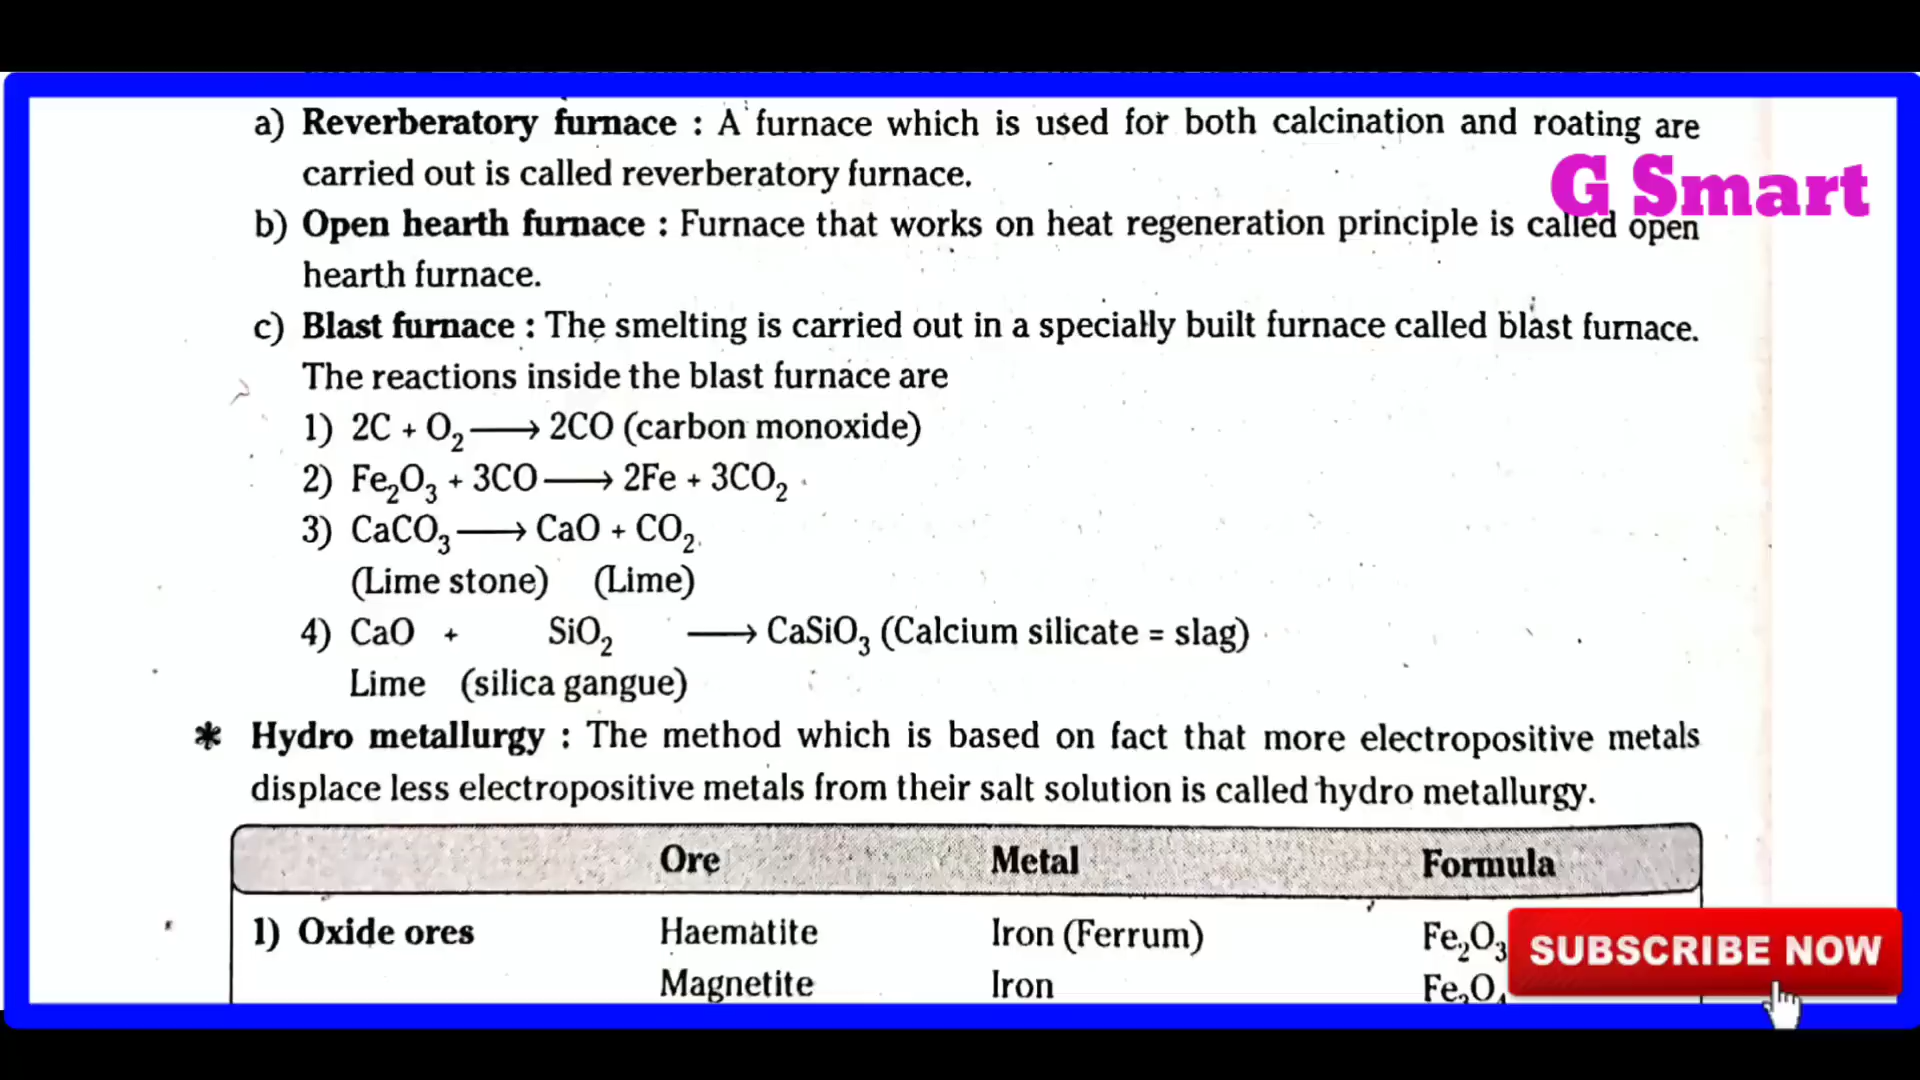 a) Reverberatory furnace : A furnace which is used for both calcination and roating are
carried out is called reverberatory furnace.
G Smart
b) Open hearth furnace : Furnace that works on heat regeneration principle is called open
hearth furnace.
c) Blast furnace : The smelting is carried out in a specially built furnace called blast furnace.
The reactions inside the blast furnace are
1) 2C + O₂ ⟶ 2CO (carbon monoxide)
2) Fe₂O₃ + 3CO ⟶ 2Fe + 3CO₂
3) CaCO₃ ⟶ CaO + CO₂
(Lime stone) (Lime)
4) CaO + SiO₂ ⟶ CaSiO₃ (Calcium silicate = slag)
Lime (silica gangue)
* Hydro metallurgy : The method which is based on fact that more electropositive metals
displace less electropositive metals from their salt solution is called hydro metallurgy.
Ore Metal Formula
1) Oxide ores Haematite Iron (Ferrum) Fe₂O₃
Magnetite Iron
SUBSCRIBE NOW